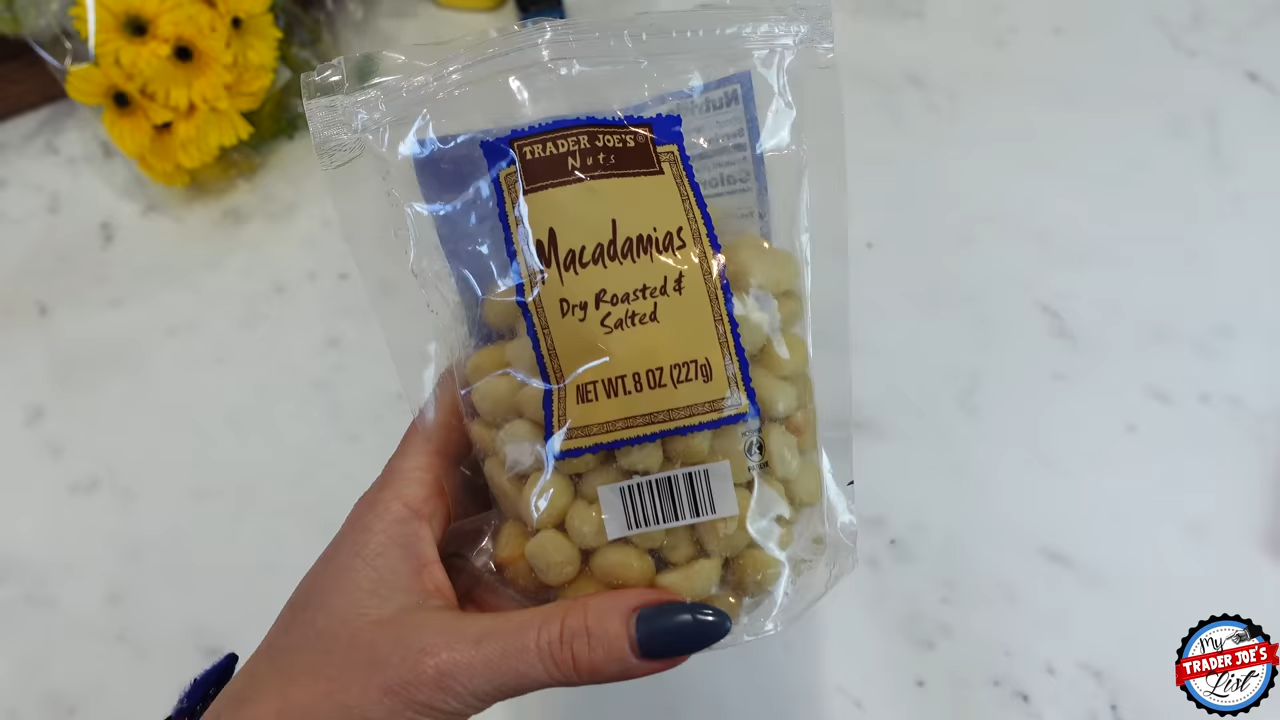 TRADER JOE'S®
Nuts
Macadamias
Dry Roasted &
Salted
NET WT. 8 OZ (227g)
My
TRADER JOE'S
List